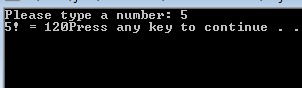 Please type a number: 5
5! = 120Press any key to continue . .